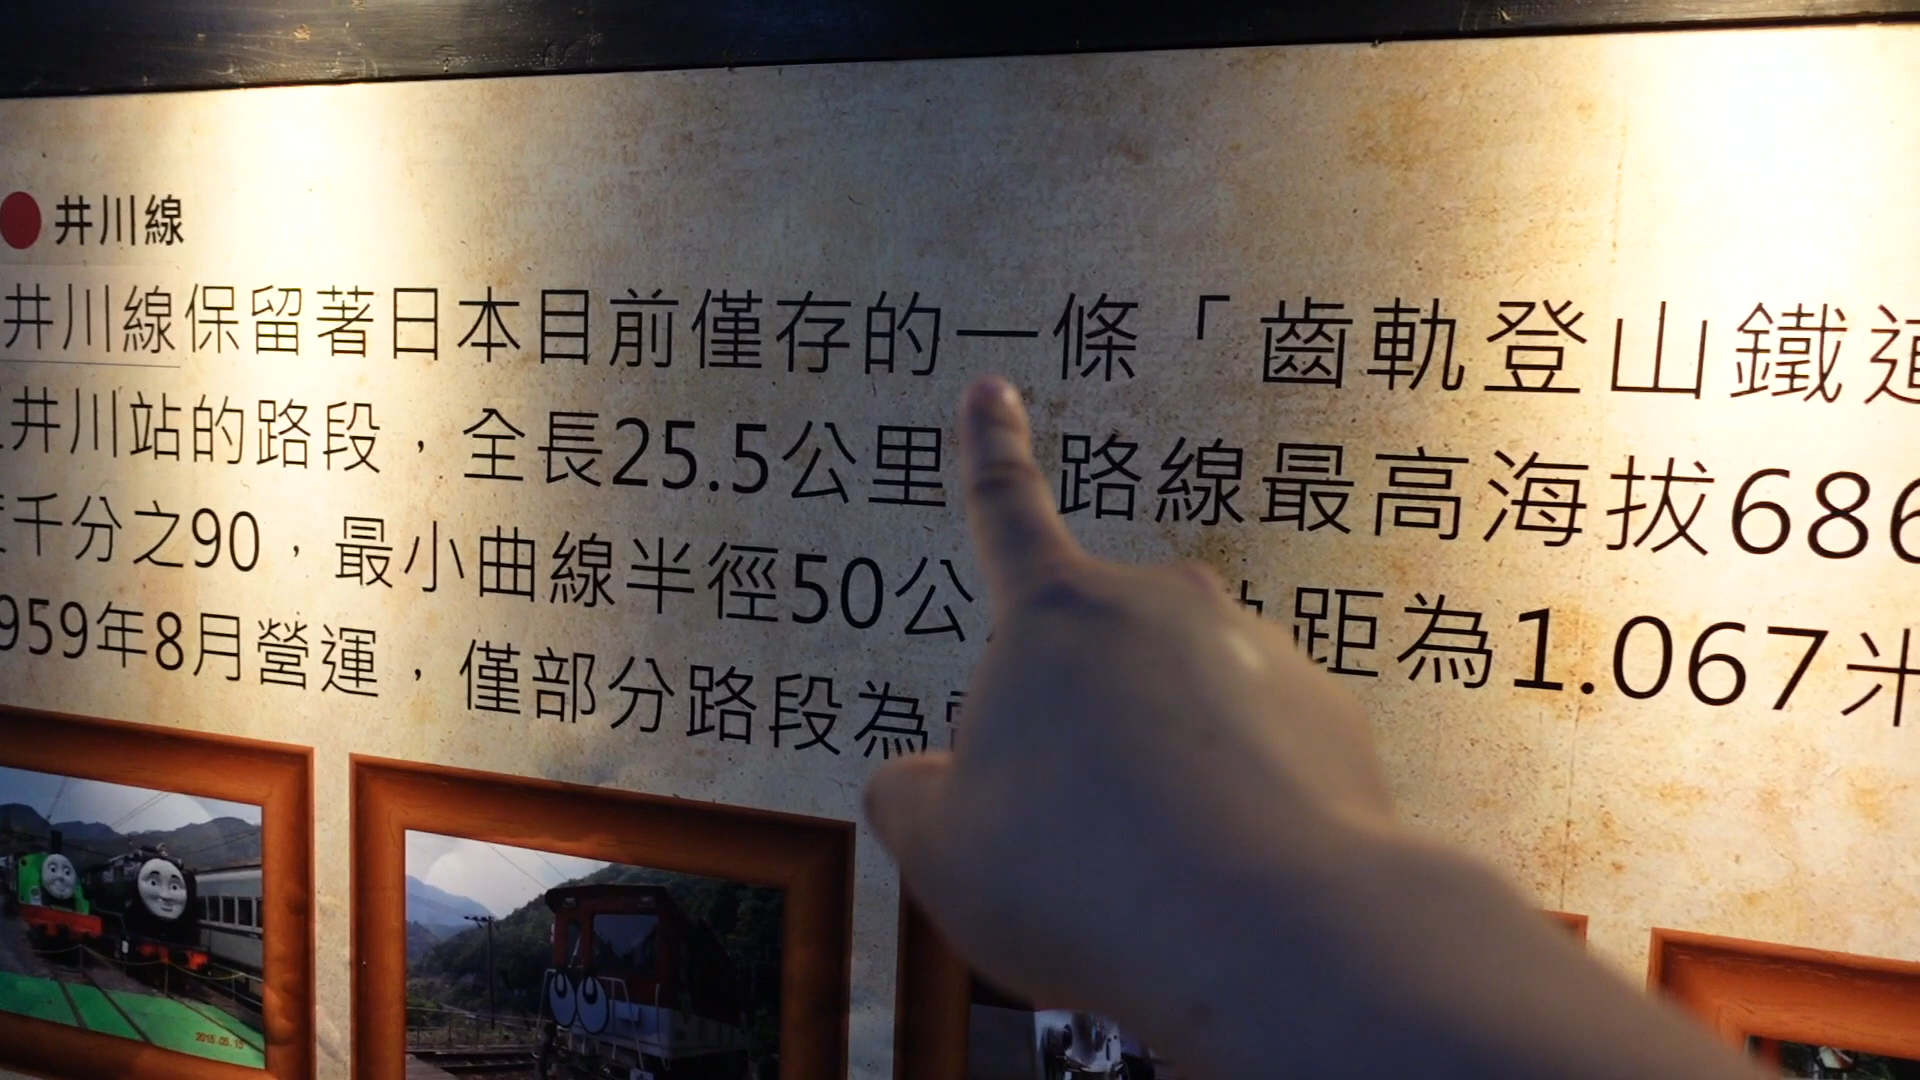 井川線
井川線保留著日本目前僅存的一條「齒軌登山鐵道
井川站的路段，全長25.5公里 路線最高海拔686
千分之90，最小曲線半徑50公 距為1.067米
959年8月營運，僅部分路段為
2015.05.15